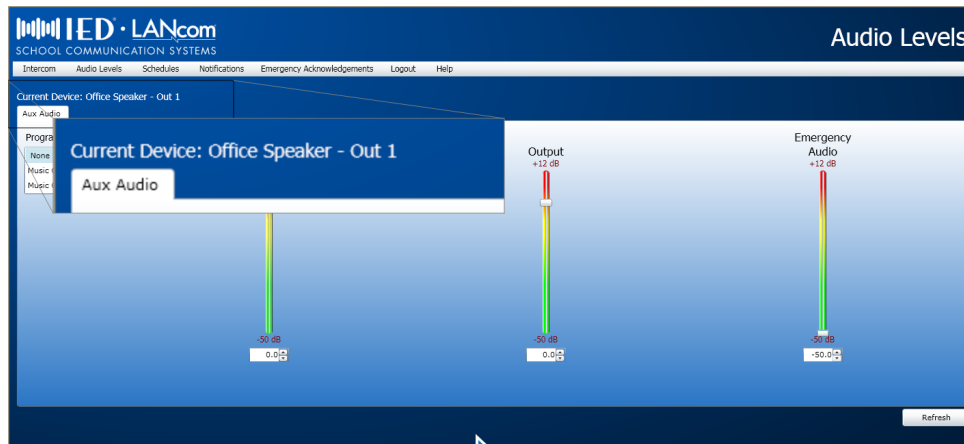 IED · LANcom
SCHOOL COMMUNICATION SYSTEMS
Audio Levels
Intercom Audio Levels Schedules Notifications Emergency Acknowledgements Logout Help
Current Device: Office Speaker - Out 1
Aux Audio
Current Device: Office Speaker - Out 1
Aux Audio
None
Music
Music
Output
+12 dB
-50 dB
0.0
Emergency
Audio
+12 dB
-50 dB
-50.0
-50 dB
0.0
Refresh